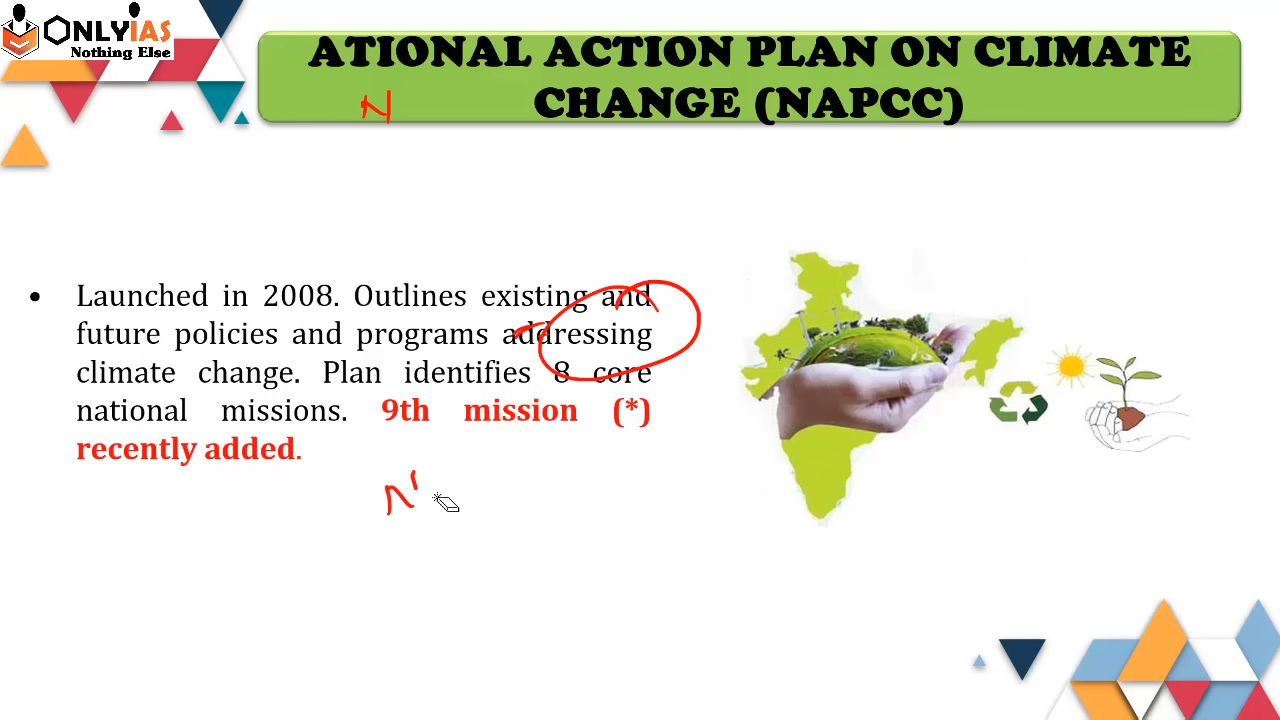 ONLYIAS
Nothing Else
ATIONAL ACTION PLAN ON CLIMATE
CHANGE (NAPCC)
N
• Launched in 2008. Outlines existing and
future policies and programs addressing
climate change. Plan identifies 8 core
national missions. 9th mission (*)
recently added.